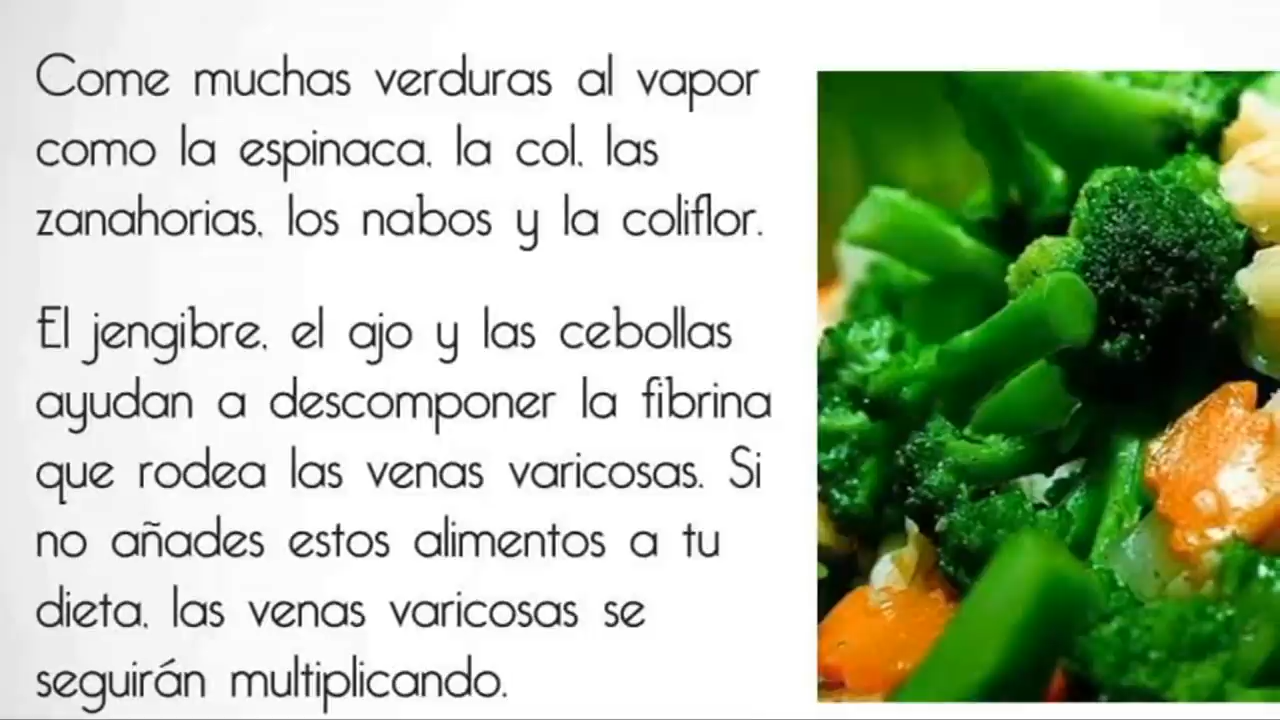 Come muchas verduras al vapor
como la espinaca, la col, las
zanahorias, los nabos y la coliflor.
El jengibre, el ajo y las cebollas
ayudan a descomponer la fibrina
que rodea las venas varicosas. Si
no añades estos alimentos a tu
dieta, las venas varicosas se
seguirán multiplicando.